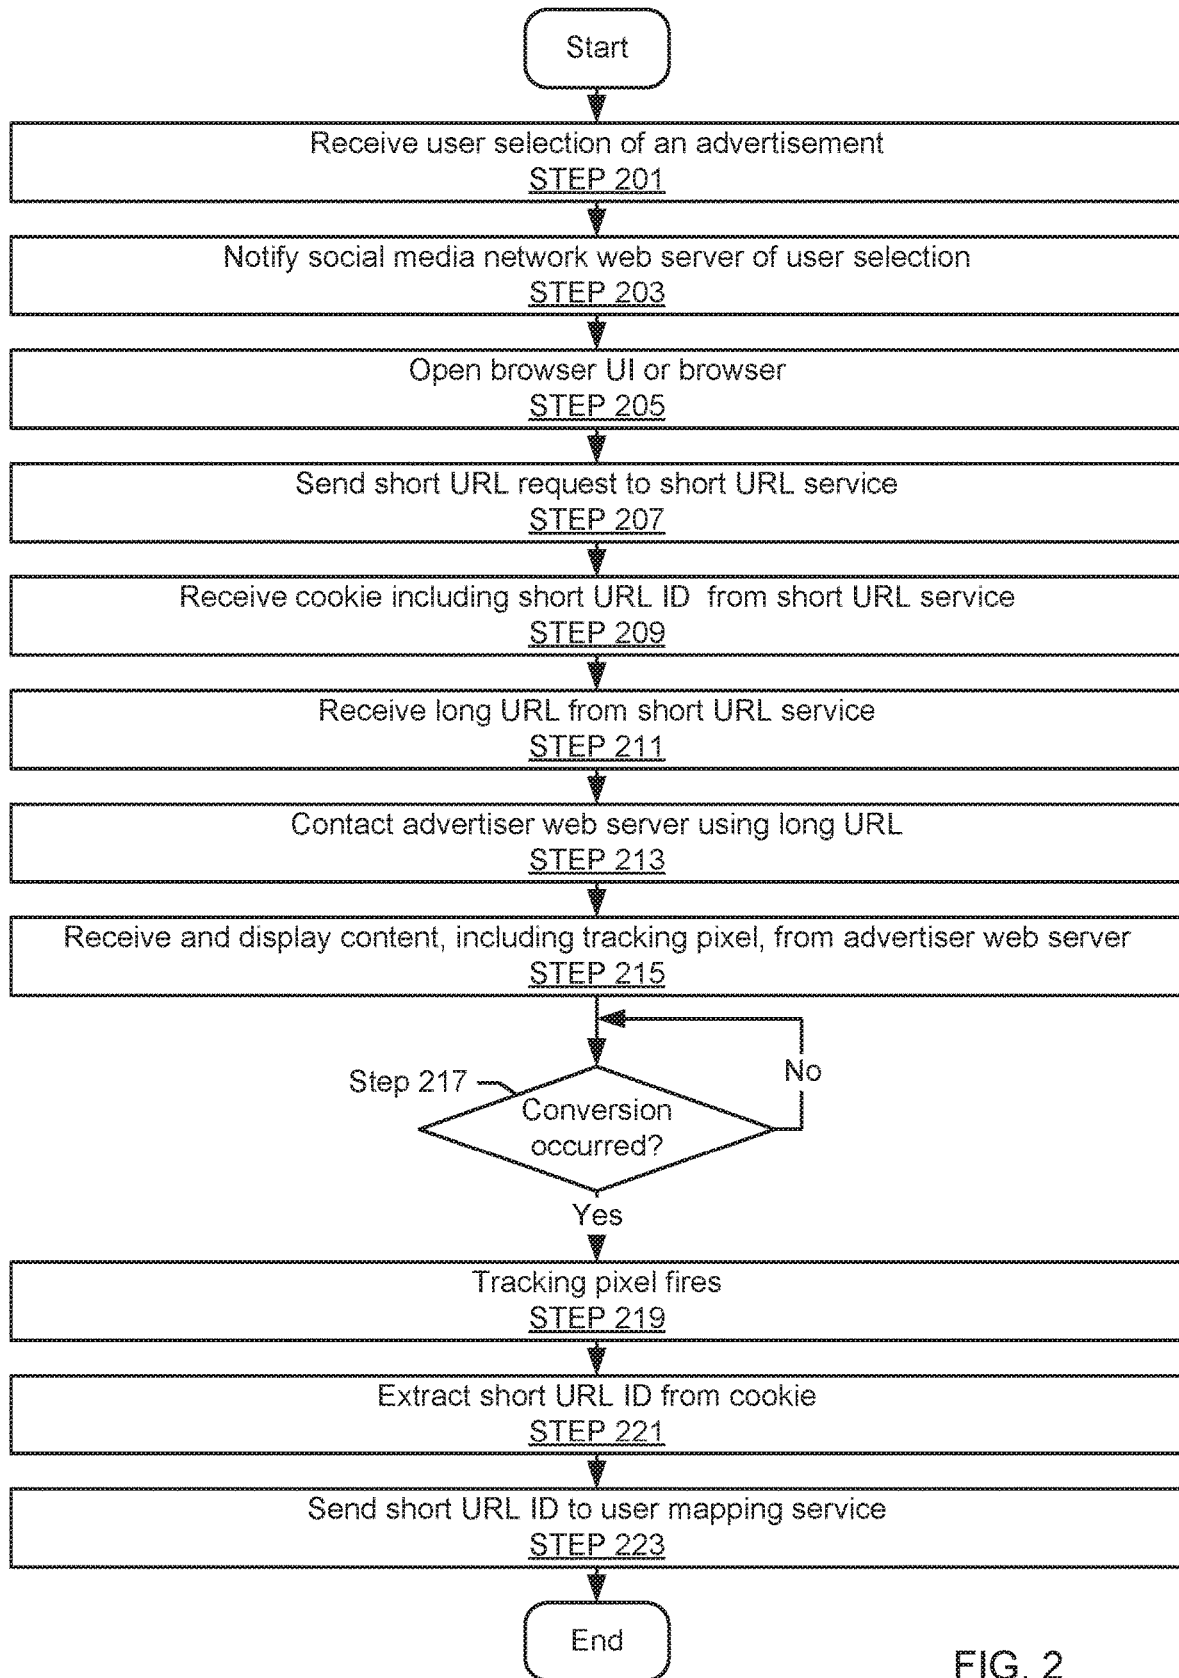 Start
Receive user selection of an advertisement
STEP 201
Notify social media network web server of user selection
STEP 203
Open browser UI or browser
STEP 205
Send short URL request to short URL service
STEP 207
Receive cookie including short URL ID from short URL service
STEP 209
Receive long URL from short URL service
STEP 211
Contact advertiser web server using long URL
STEP 213
Receive and display content, including tracking pixel, from advertiser web server
STEP 215
No
Step 217
Conversion
occurred?
Yes
Tracking pixel fires
STEP 219
Extract short URL ID from cookie
STEP 221
Send short URL ID to user mapping service
STEP 223
End
FIG. 2